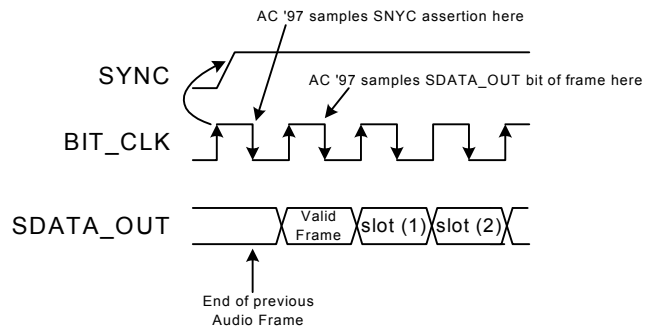 AC '97 samples SNYC assertion here
SYNC
AC '97 samples SDATA_OUT bit of frame here
BIT_CLK
SDATA_OUT
Valid
Frame
slot (1)
slot (2)
End of previous
Audio Frame